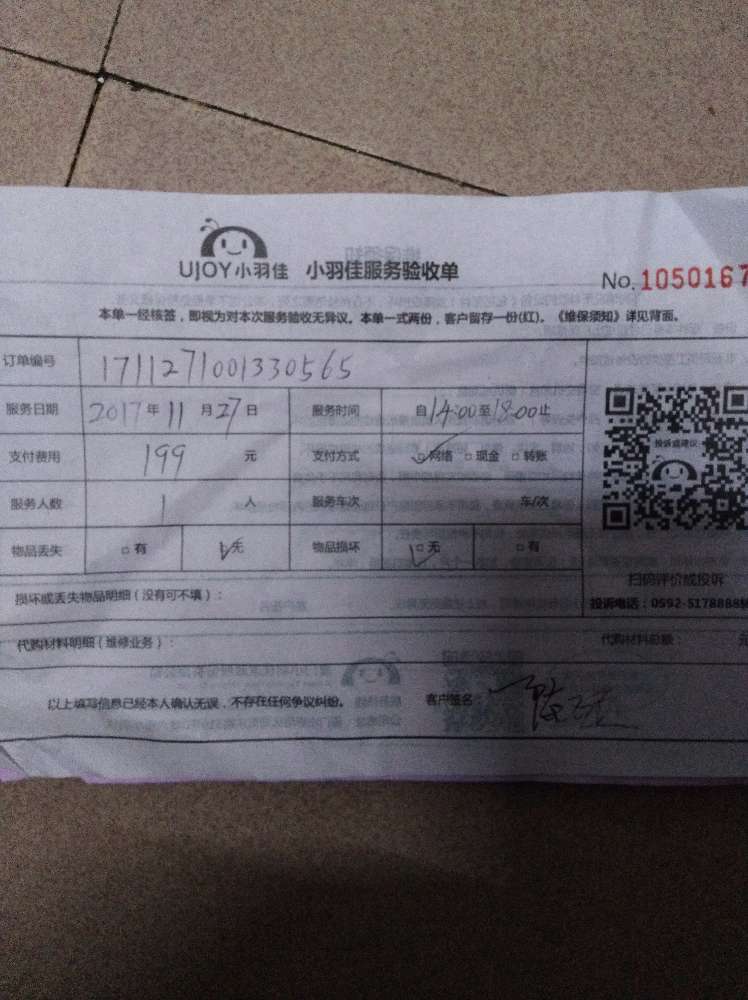 UJOY小羽佳 小羽佳服务验收单 No. 1050167
本单一经核签，即视为对本次服务验收无异议。本单一式两份，客户留存一份(红)。《维保须知》详见背面。
订单编号 1711271001330565
服务日期 2017年11月27日 服务时间 自14:00至18:00止
支付费用 199 元 支付方式 网络 现金 转账
服务人数 1 人 服务车次 车/次
物品丢失 有 无 物品损坏 无 有
投诉或建议
扫码评价或投诉
损坏或丢失物品明细（没有可不填）：
投诉电话：0592-5178888
代购材料明细（维修业务）： 代购材料总额：
以上填写信息已经本人确认无误，不存在任何争议纠纷。 客户签名